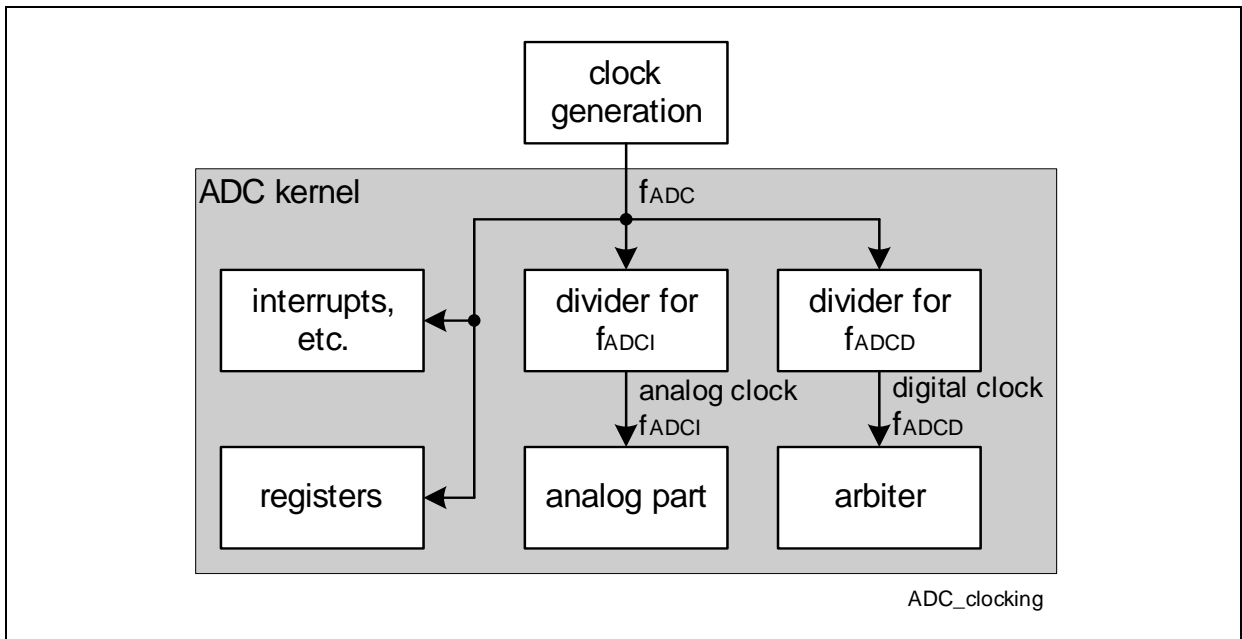 clock
generation
ADC kernel
fADC
interrupts,
etc.
divider for
fADCI
divider for
fADCD
analog clock
fADCI
digital clock
fADCD
registers
analog part
arbiter
ADC_clocking